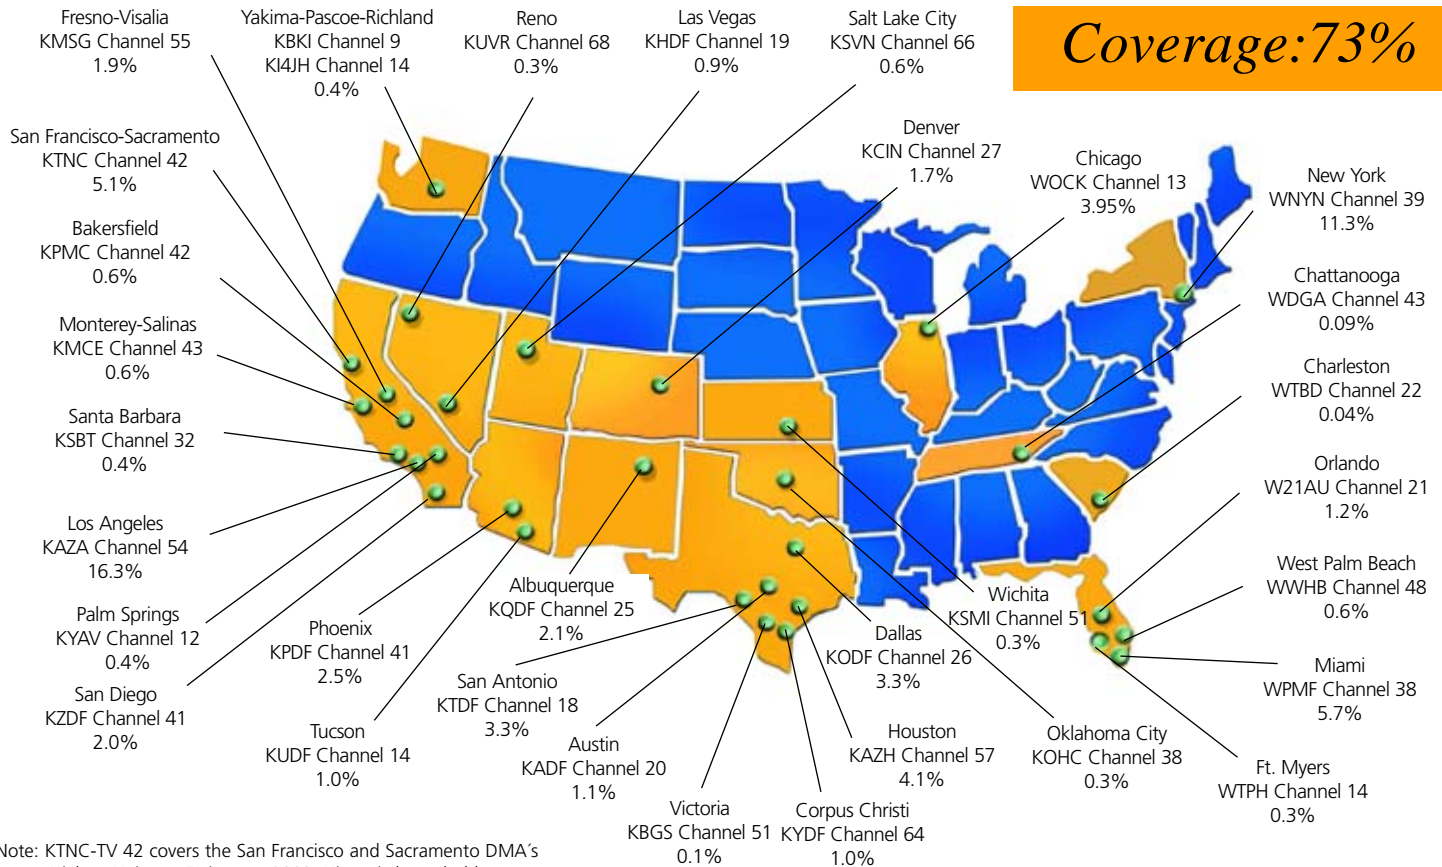 Fresno-Visalia
KMSG Channel 55
1.9%
Yakima-Pascoe-Richland
KBKI Channel 9
KI4JH Channel 14
0.4%
Reno
KUVR Channel 68
0.3%
Las Vegas
KHDF Channel 19
0.9%
Salt Lake City
KSVN Channel 66
0.6%
Coverage:73%
San Francisco-Sacramento
KTNC Channel 42
5.1%
Denver
KCIN Channel 27
1.7%
Chicago
WOCK Channel 13
3.95%
New York
WNYN Channel 39
11.3%
Bakersfield
KPMC Channel 42
0.6%
Chattanooga
WDGA Channel 43
0.09%
Monterey-Salinas
KMCE Channel 43
0.6%
Charleston
WTBD Channel 22
0.04%
Santa Barbara
KSBT Channel 32
0.4%
Orlando
W21AU Channel 21
1.2%
Los Angeles
KAZA Channel 54
16.3%
West Palm Beach
WWHB Channel 48
0.6%
Palm Springs
KYAV Channel 12
0.4%
Phoenix
KPDF Channel 41
2.5%
Albuquerque
KQDF Channel 25
2.1%
Wichita
KSMI Channel 51
0.3%
Dallas
KODF Channel 26
3.3%
Miami
WPMF Channel 38
5.7%
San Diego
KZDF Channel 41
2.0%
San Antonio
KTDF Channel 18
3.3%
Tucson
KUDF Channel 14
1.0%
Austin
KADF Channel 20
1.1%
Houston
KAZH Channel 57
4.1%
Oklahoma City
KOHC Channel 38
0.3%
Ft. Myers
WTPH Channel 14
0.3%
Victoria
KBGS Channel 51
0.1%
Corpus Christi
KYDF Channel 64
1.0%
Note: KTNC-TV 42 covers the San Francisco and Sacramento DMA´s